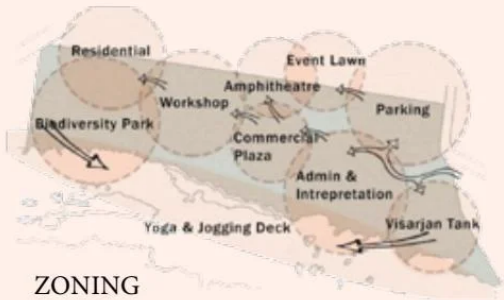 Residential
Event Lawn
Amphitheatre
Workshop
Parking
Biodiversity Park
Commercial
Plaza
Admin &
Intrepretation
Yoga & Jogging Deck
Visarjan Tank
ZONING